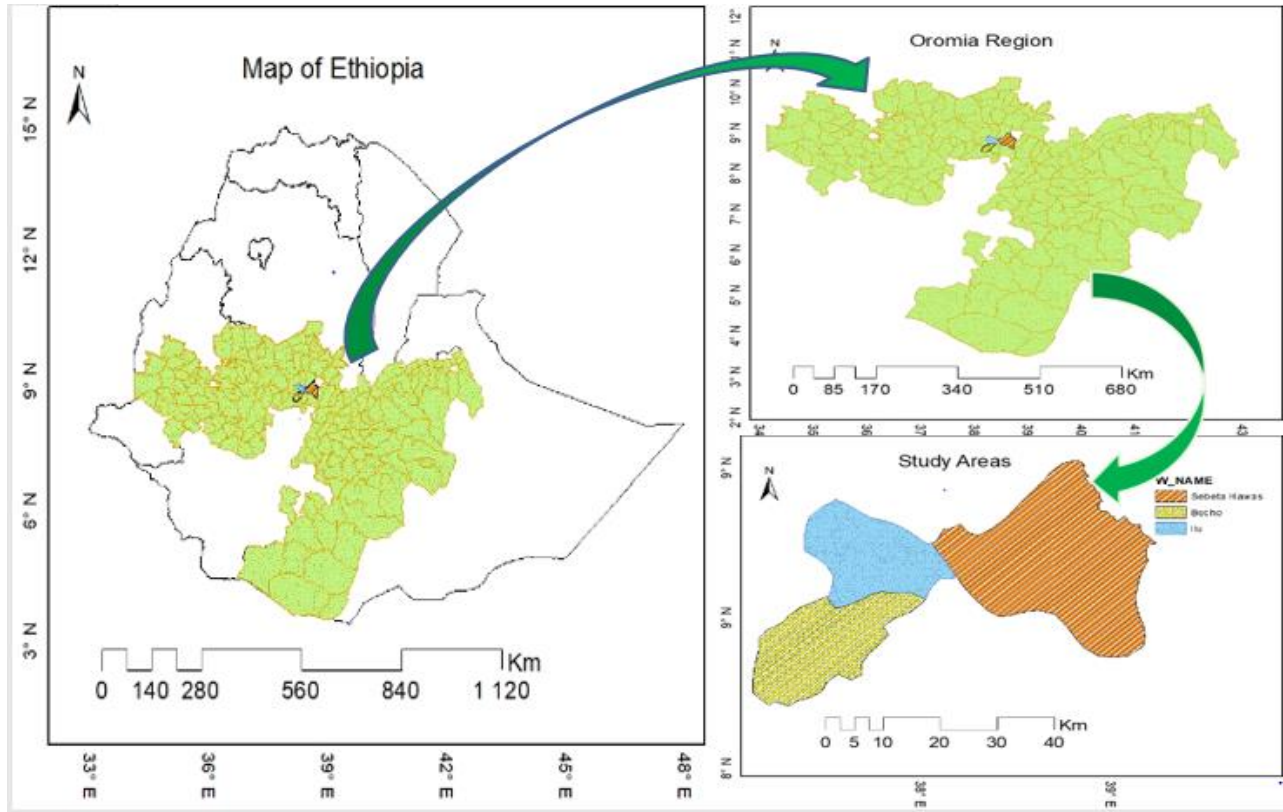 Map of Ethiopia
N
15° N
12° N
9° N
6° N
3° N
Km
0 140 280 560 840 1 120
33° E 36° E 39° E 42° E 45° E 48° E
Oromia Region
N
12°
11° N
10° N
9° N
8° N
7° N
6° N
5° N
4° N
3° N
2° N
Km
0 85 170 340 510 680
34 35 36 37 38 39 40 41 43
Study Areas
N
9° N
9° N
8° N
W_NAME
Sebeta Hawas
Becho
Ilu
Km
0 5 10 20 30 40
38° E 39° E